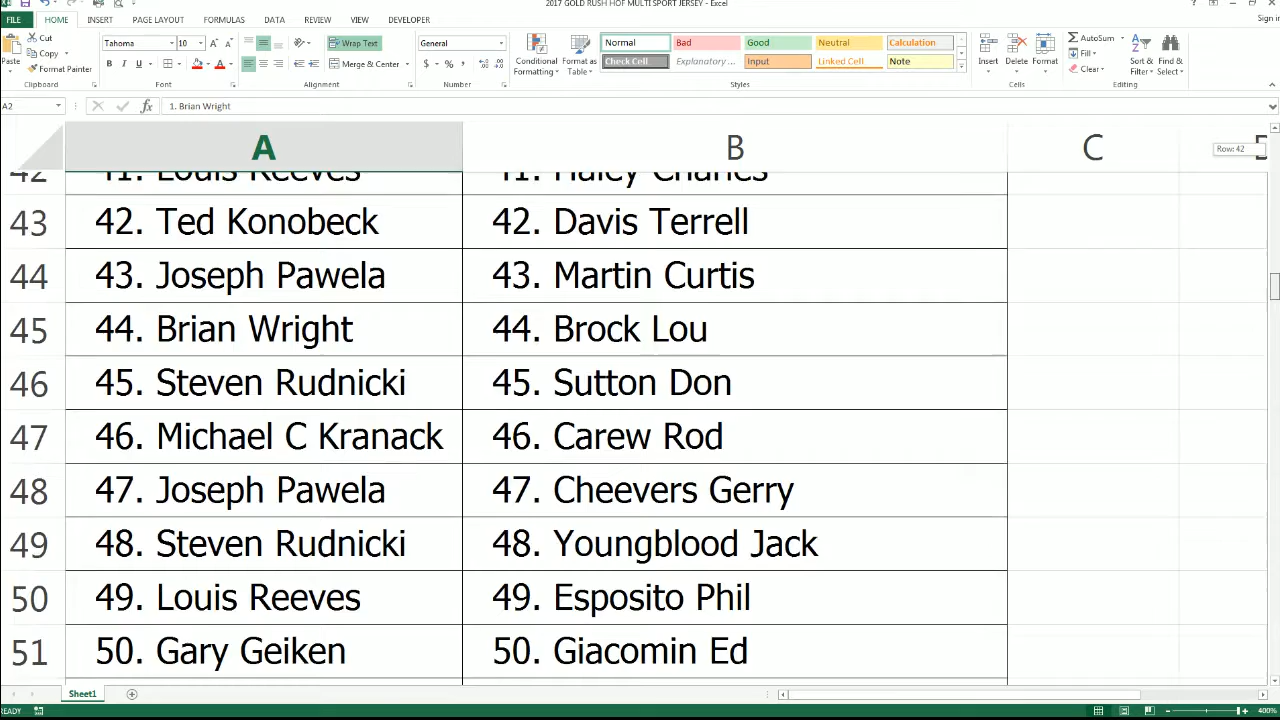 2017 GOLD RUSH HOF MULTI SPORT JERSEY - Excel
Sign in
FILE HOME INSERT PAGE LAYOUT FORMULAS DATA REVIEW VIEW DEVELOPER
Cut
Copy
Format Painter
Paste
Clipboard
Tahoma 10
B I U
Font
Wrap Text
Merge & Center
Alignment
General
$ % ,
Number
Conditional Formatting
Format as Table
Normal Bad Good Neutral Calculation
Check Cell Explanatory ... Input Linked Cell Note
Styles
Insert Delete Format
Cells
AutoSum
Fill
Clear
Sort & Filter
Find & Select
Editing
A2 fx 1. Brian Wright
A B C
Row: 42
42 41. Louis Reeves 41. Haley Charles
43 42. Ted Konobeck 42. Davis Terrell
44 43. Joseph Pawela 43. Martin Curtis
45 44. Brian Wright 44. Brock Lou
46 45. Steven Rudnicki 45. Sutton Don
47 46. Michael C Kranack 46. Carew Rod
48 47. Joseph Pawela 47. Cheevers Gerry
49 48. Steven Rudnicki 48. Youngblood Jack
50 49. Louis Reeves 49. Esposito Phil
51 50. Gary Geiken 50. Giacomin Ed
Sheet1
READY
400%